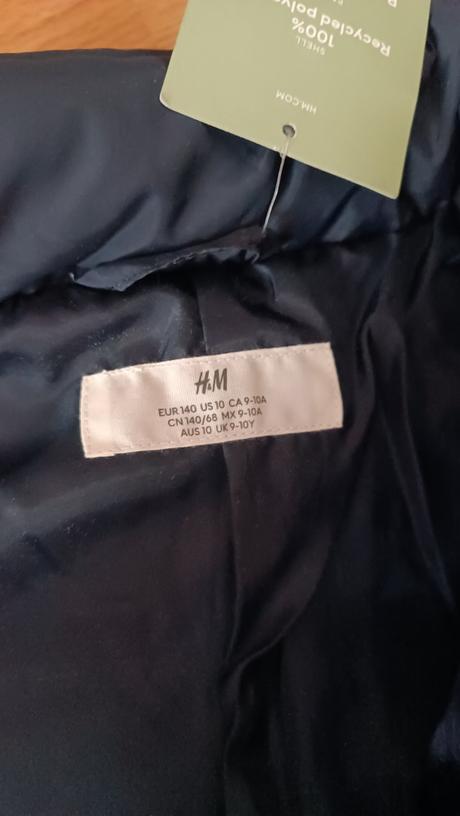 SHELL
100%
Recycled
HM.COM
H&M
EUR 140 US 10 CA 9-10A
CN 140/68 MX 9-10A
AUS 10 UK 9-10Y